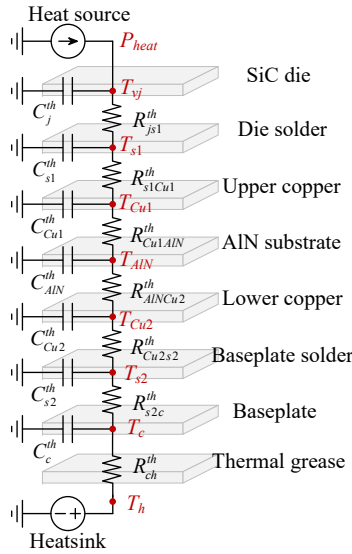 Heat source
P_heat
SiC die
T_vj
C_j^th
R_js1^th
Die solder
T_s1
C_s1^th
R_s1Cu1^th
Upper copper
T_Cu1
C_Cu1^th
R_Cu1AlN^th
AlN substrate
T_AlN
C_AlN^th
R_AlNCu2^th
Lower copper
T_Cu2
C_Cu2^th
R_Cu2s2^th
Baseplate solder
T_s2
C_s2^th
R_s2c^th
Baseplate
T_c
C_c^th
R_ch^th
Thermal grease
T_h
- +
Heatsink